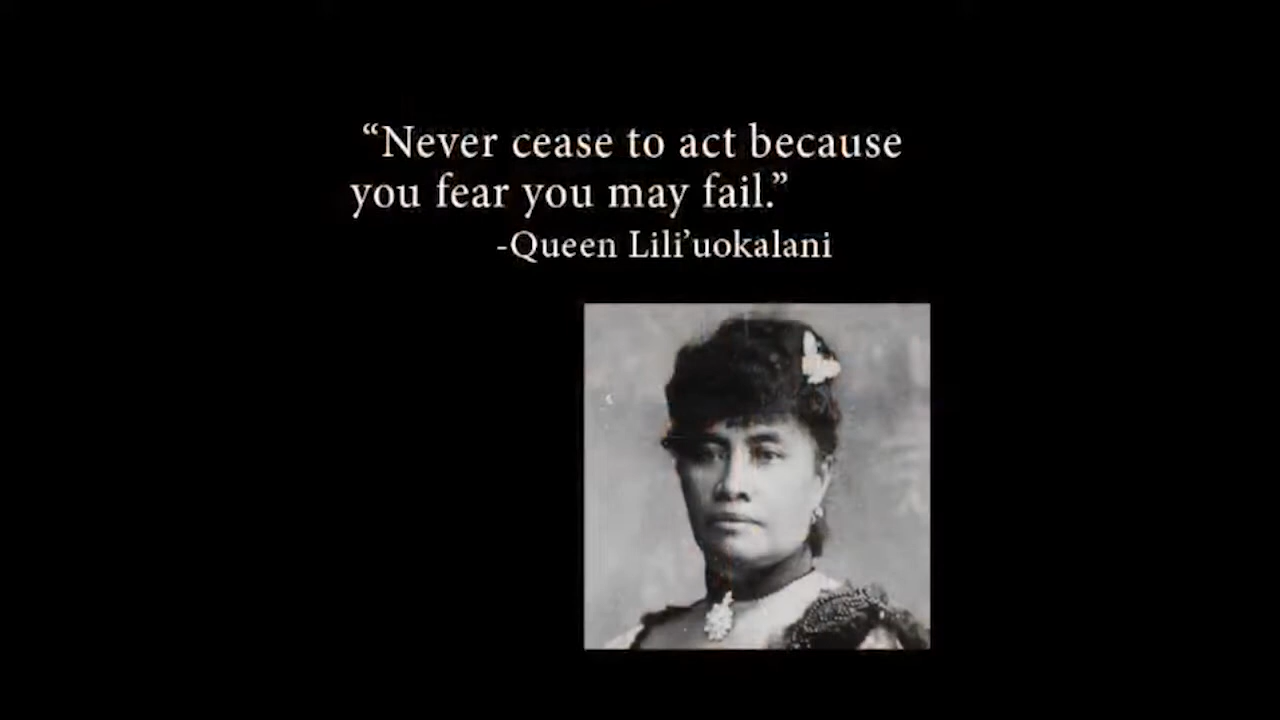 “Never cease to act because
you fear you may fail.”
-Queen Lili’uokalani